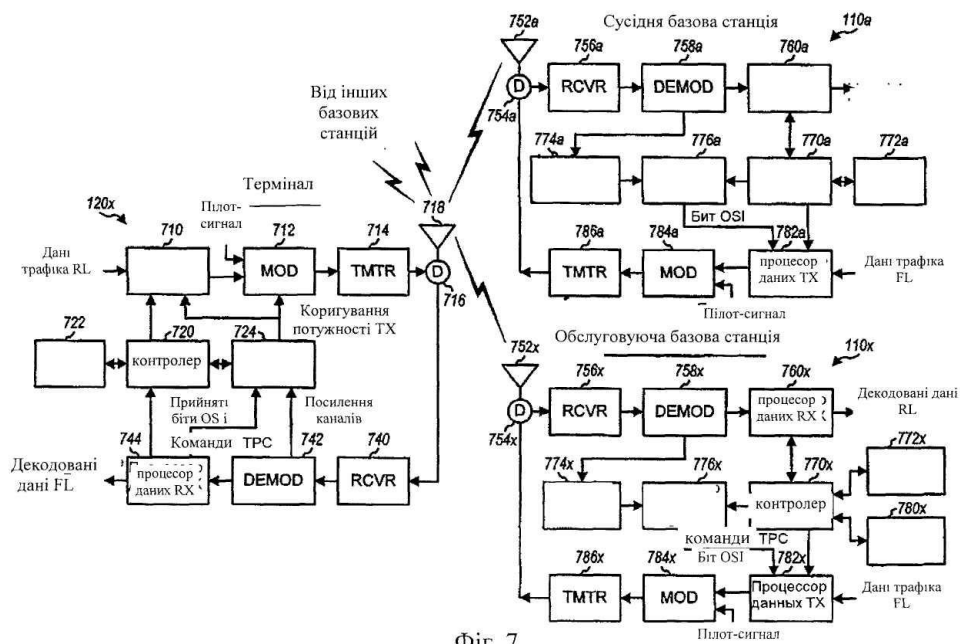 752a
Сусідня базова станція
110a
756a
758a
760a
RCVR
DEMOD
D
754a
Від інших
базових
станцій
774a
776a
770a
772a
Бит OSI
786a
784a
782a
TMTR
MOD
процесор
даних TX
Дані трафіка
FL
Пілот-сигнал
120x
Термінал
Пілот-
сигнал
710
712
714
718
Дані
трафіка RL
MOD
TMTR
D
716
Коригування
потужності TX
722
720
724
контролер
Прийняті
біти OS і
Команди TPC
Посилення
каналів
744
742
740
Декодовані
дані FL
процесор
даних RX
DEMOD
RCVR
752x
Обслуговуюча базова станція
110x
756x
758x
760x
D
754x
RCVR
DEMOD
процесор
даних RX
Декодовані дані
RL
774x
776x
770x
772x
контролер
780x
команди TPC
Біт OSI
786x
784x
782x
TMTR
MOD
Процессор
данных TX
Дані трафіка
FL
Пілот-сигнал
Фіг. 7